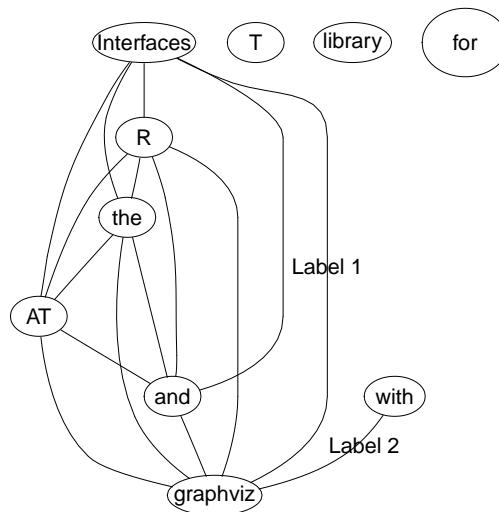 Interfaces T library for
R
the
Label 1
AT
and with
Label 2
graphviz